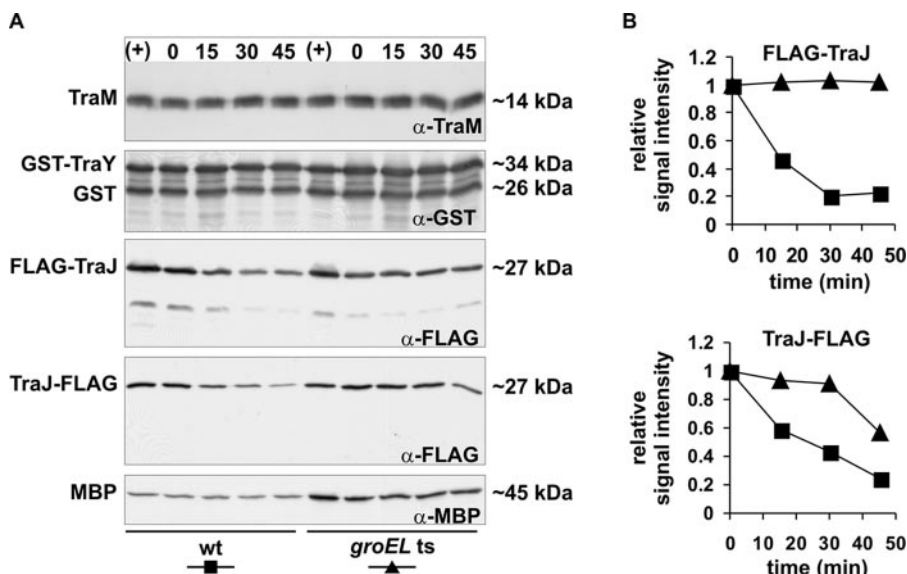 A
(+) 0 15 30 45 (+) 0 15 30 45
TraM
~14 kDa
α-TraM
GST-TraY
~34 kDa
GST
~26 kDa
α-GST
FLAG-TraJ
~27 kDa
α-FLAG
TraJ-FLAG
~27 kDa
α-FLAG
MBP
~45 kDa
α-MBP
wt
groEL ts
B
FLAG-TraJ
relative
signal intensity
1.2
1
0.8
0.6
0.4
0.2
0
0 10 20 30 40 50
time (min)
TraJ-FLAG
relative
signal intensity
1.2
1
0.8
0.6
0.4
0.2
0
0 10 20 30 40 50
time (min)